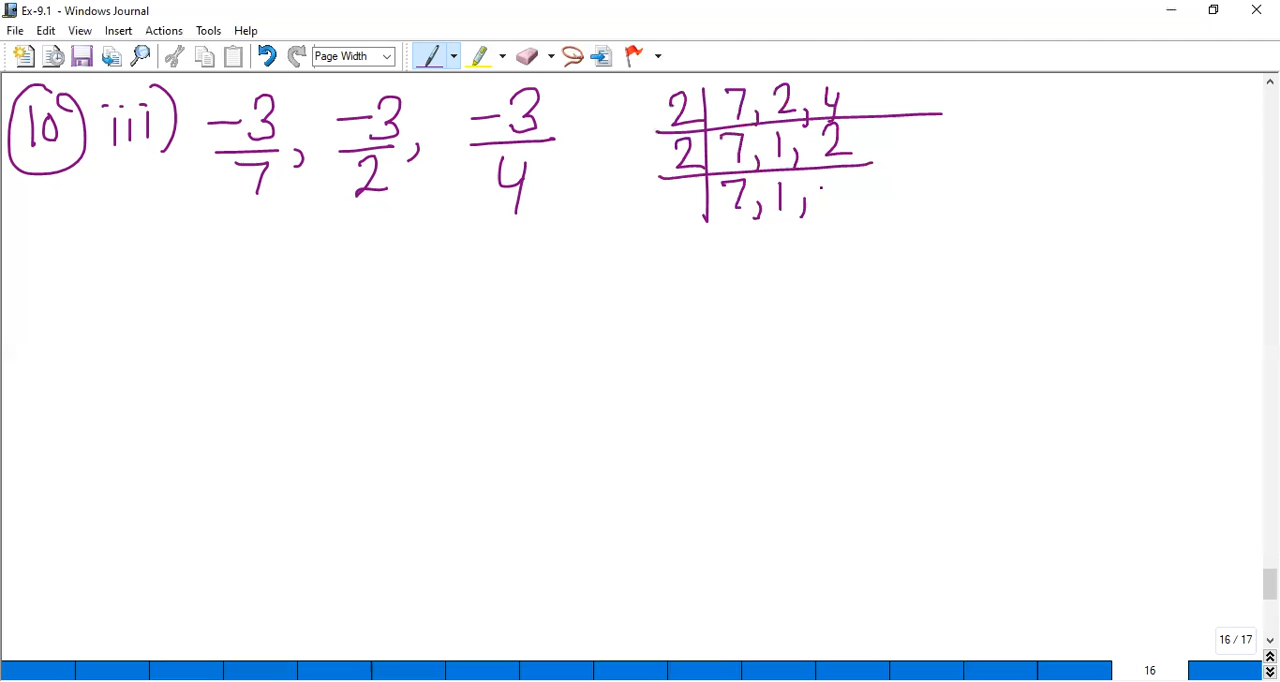 Ex-9.1 - Windows Journal
File Edit View Insert Actions Tools Help
Page Width
10 iii) -3/7, -3/2, -3/4
2 | 7, 2, 4
2 | 7, 1, 2
7, 1,
16 / 17
16